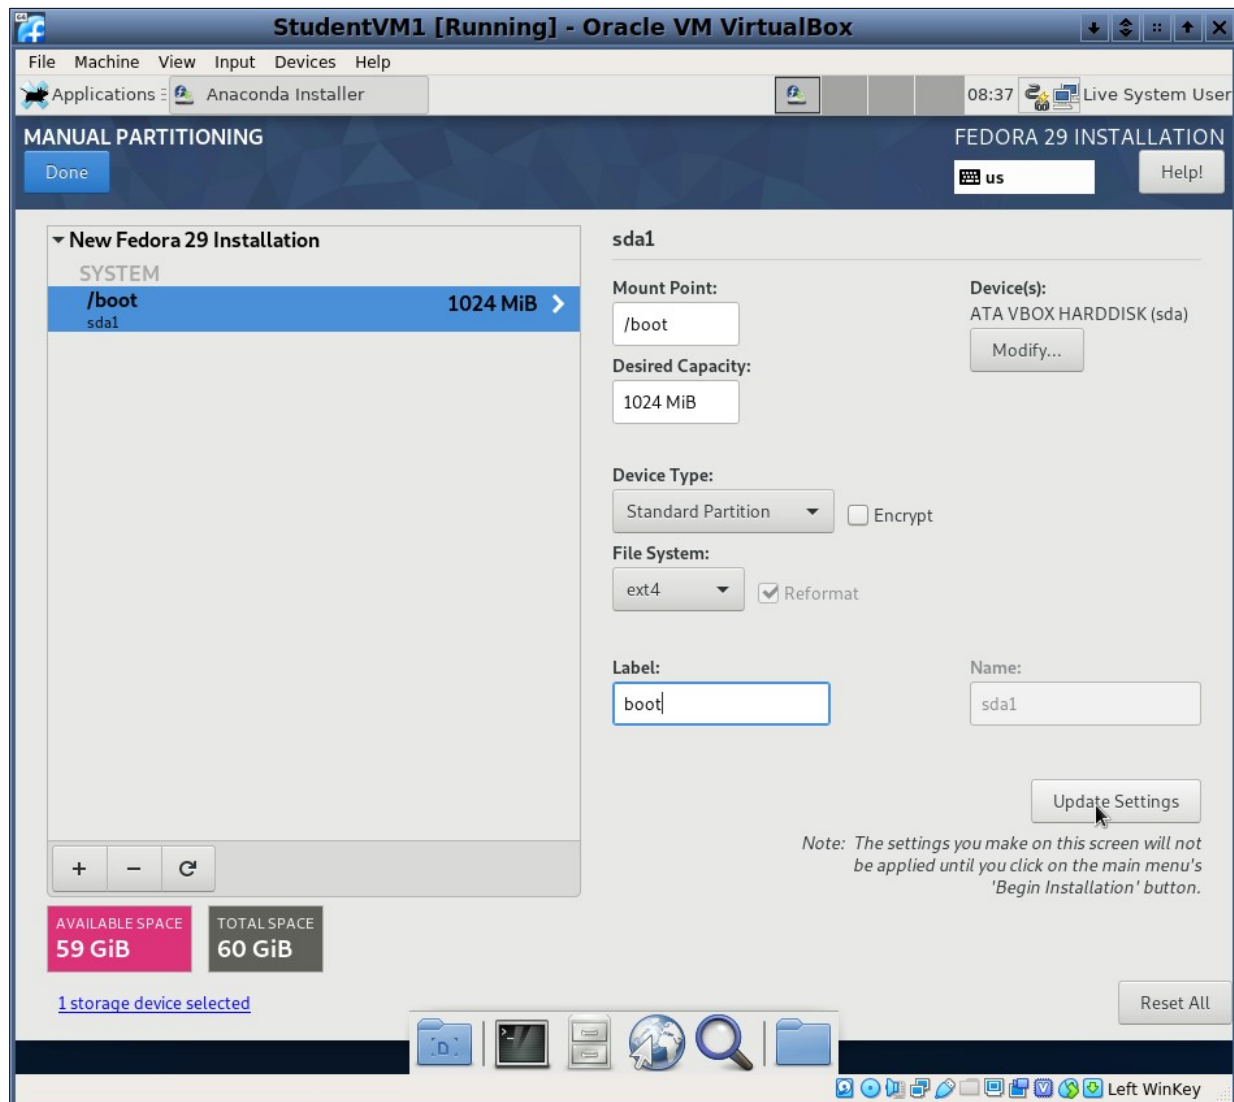 StudentVM1 [Running] - Oracle VM VirtualBox
File Machine View Input Devices Help
Applications Anaconda Installer 08:37 Live System User
MANUAL PARTITIONING
FEDORA 29 INSTALLATION
Done
us
Help!
New Fedora 29 Installation
SYSTEM
/boot
1024 MiB
sda1
sda1
Mount Point:
/boot
Device(s):
ATA VBOX HARDDISK (sda)
Modify...
Desired Capacity:
1024 MiB
Device Type:
Standard Partition
Encrypt
File System:
ext4
Reformat
Label:
boot
Name:
sda1
Update Settings
Note: The settings you make on this screen will not
be applied until you click on the main menu's
'Begin Installation' button.
+ −
AVAILABLE SPACE
59 GiB
TOTAL SPACE
60 GiB
1 storage device selected
Reset All
Left WinKey